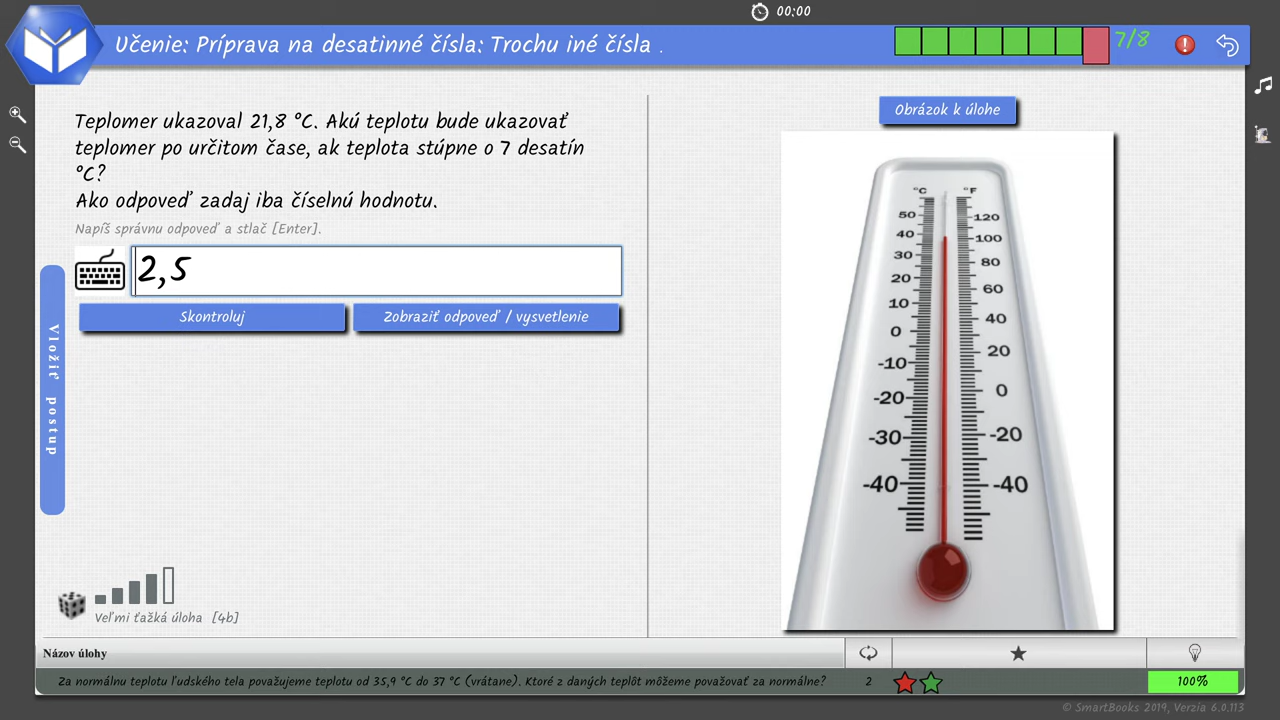 00:00
Učenie: Príprava na desatinné čísla: Trochu iné čísla .
7/8
Teplomer ukazoval 21,8 °C. Akú teplotu bude ukazovať
teplomer po určitom čase, ak teplota stúpne o 7 desatín
°C?
Ako odpoveď zadaj iba číselnú hodnotu.
Napíš správnu odpoveď a stlač [Enter].
2,5
Skontroluj
Zobraziť odpoveď / vysvetlenie
Vložiť postup
Veľmi ťažká úloha [4b]
Obrázok k úlohe
°C °F
50 120
40 100
30 80
20 60
10 40
0 20
-10 0
-20 -20
-30 -40
-40
Názov úlohy
Za normálnu teplotu ľudského tela považujeme teplotu od 35,9 °C do 37 °C (vrátane). Ktoré z daných teplôt môžeme považovať za normálne?
2
100%
© SmartBooks 2019, Verzia 6.0.113